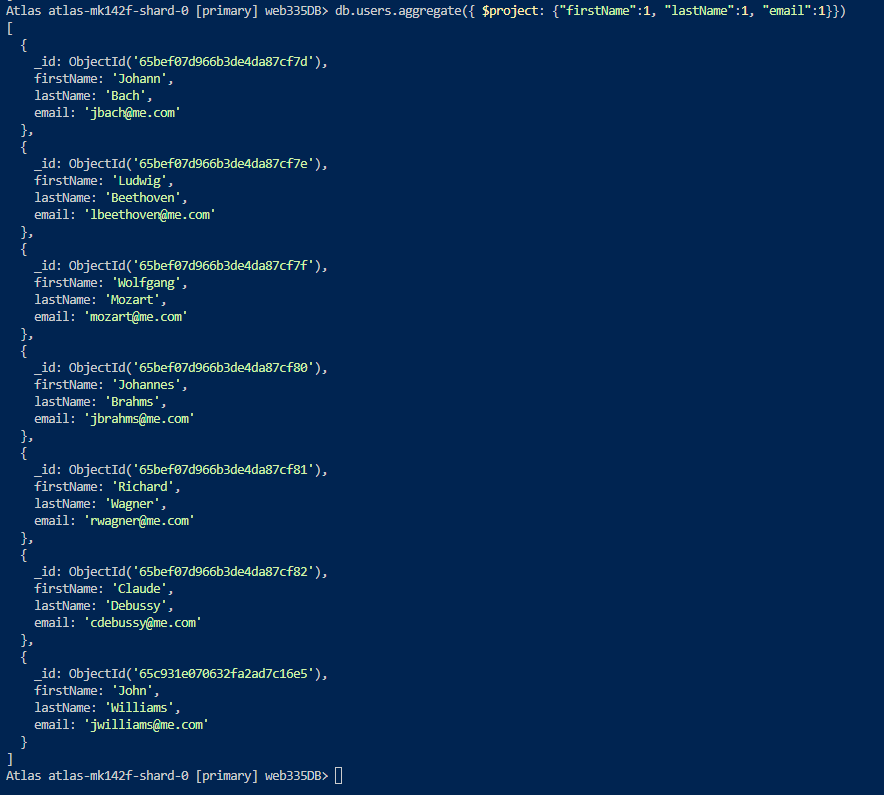 Atlas atlas-mk142f-shard-0 [primary] web335DB> db.users.aggregate({ $project: {"firstName":1, "lastName":1, "email":1}})
[
  {
    _id: ObjectId('65bef07d966b3de4da87cf7d'),
    firstName: 'Johann',
    lastName: 'Bach',
    email: 'jbach@me.com'
  },
  {
    _id: ObjectId('65bef07d966b3de4da87cf7e'),
    firstName: 'Ludwig',
    lastName: 'Beethoven',
    email: 'lbeethoven@me.com'
  },
  {
    _id: ObjectId('65bef07d966b3de4da87cf7f'),
    firstName: 'Wolfgang',
    lastName: 'Mozart',
    email: 'mozart@me.com'
  },
  {
    _id: ObjectId('65bef07d966b3de4da87cf80'),
    firstName: 'Johannes',
    lastName: 'Brahms',
    email: 'jbrahms@me.com'
  },
  {
    _id: ObjectId('65bef07d966b3de4da87cf81'),
    firstName: 'Richard',
    lastName: 'Wagner',
    email: 'rwagner@me.com'
  },
  {
    _id: ObjectId('65bef07d966b3de4da87cf82'),
    firstName: 'Claude',
    lastName: 'Debussy',
    email: 'cdebussy@me.com'
  },
  {
    _id: ObjectId('65c931e070632fa2ad7c16e5'),
    firstName: 'John',
    lastName: 'Williams',
    email: 'jwilliams@me.com'
  }
]
Atlas atlas-mk142f-shard-0 [primary] web335DB>